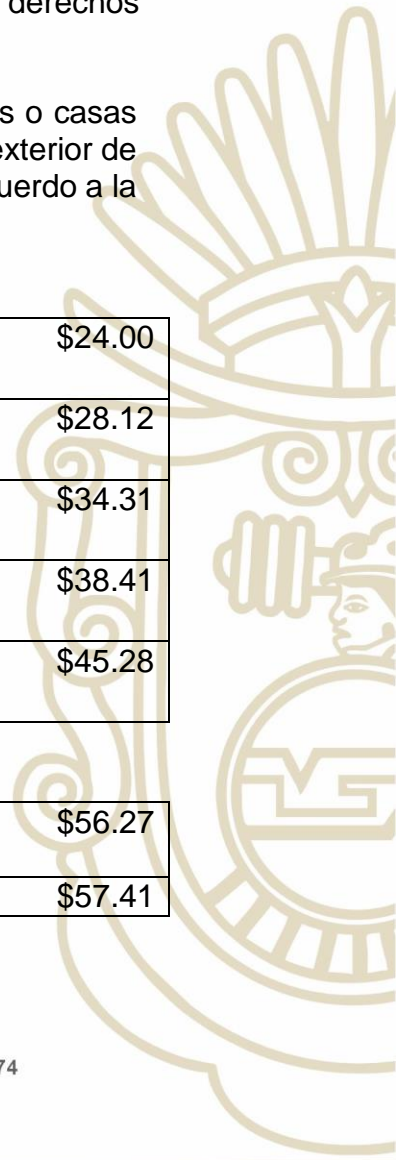 derechos
s o casas
exterior de
uerdo a la
$24.00
$28.12
$34.31
$38.41
$45.28
$56.27
$57.41
74